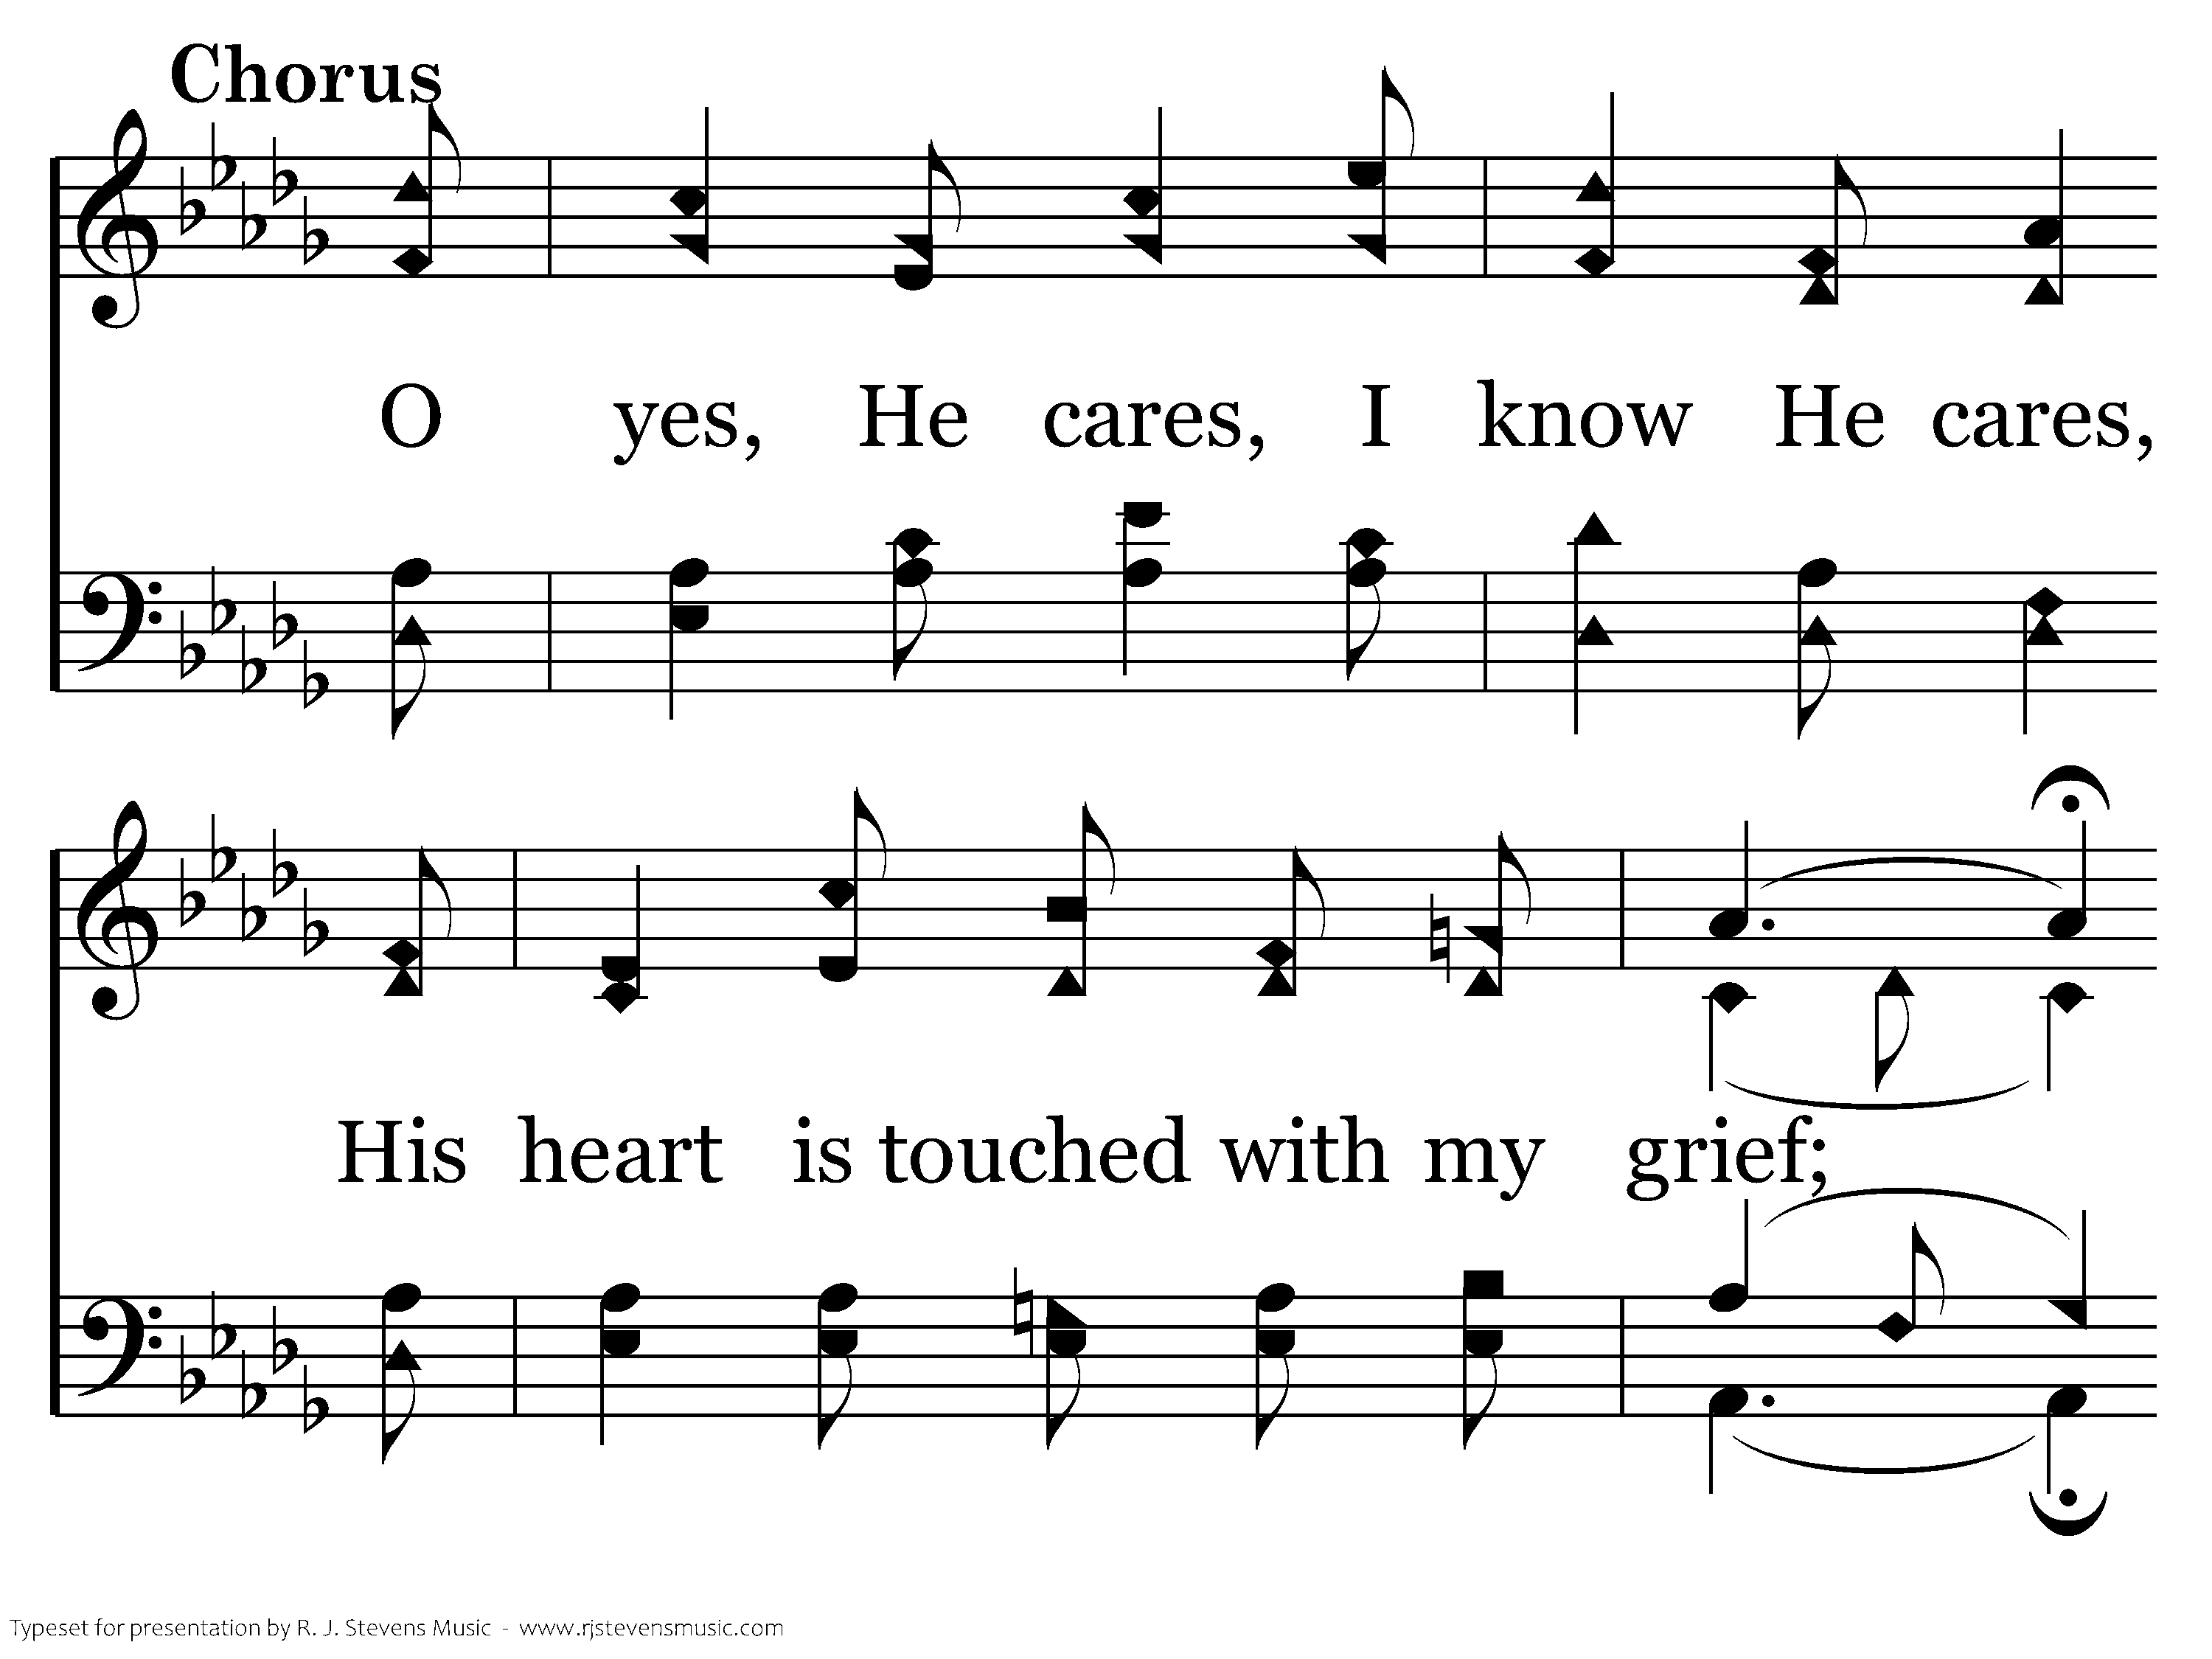 Chorus
O yes, He cares, I know He cares,
His heart is touched with my grief;
Typeset for presentation by R. J. Stevens Music - www.rjstevensmusic.com